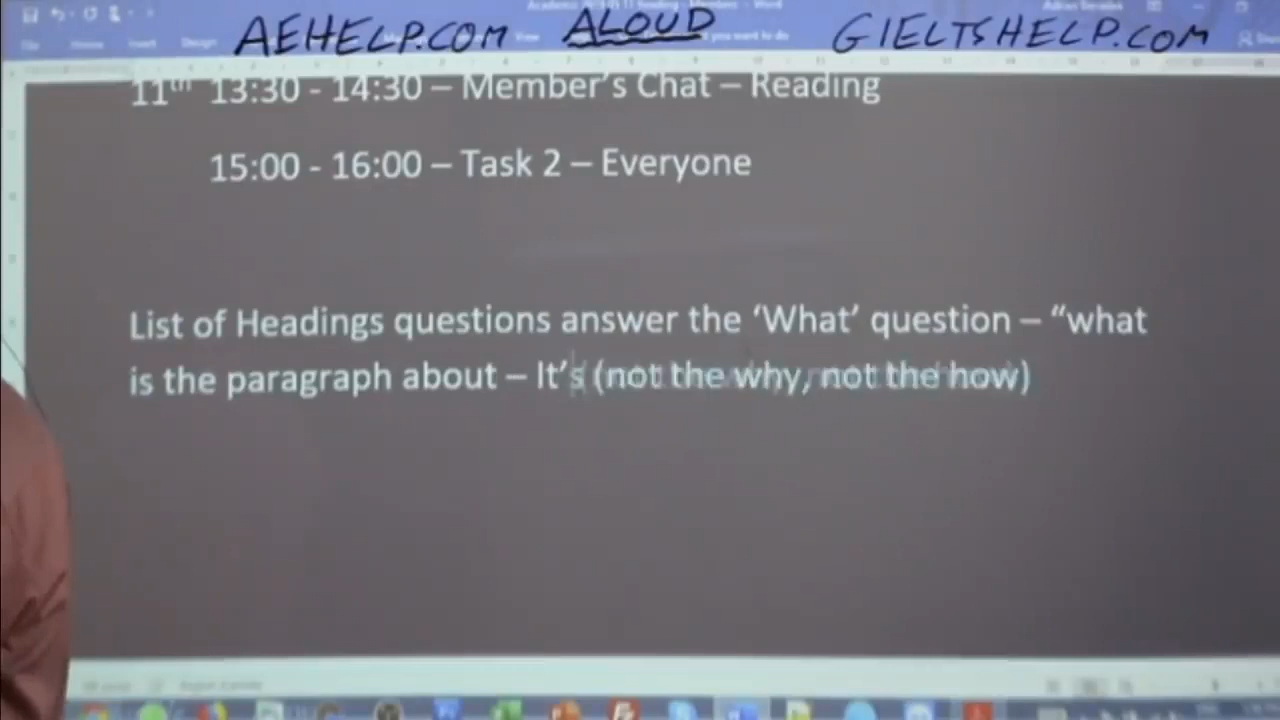 AEHELP.COM ALOUD GIELTSHELP.COM
11th 13:30 - 14:30 – Member's Chat – Reading
15:00 - 16:00 – Task 2 – Everyone
List of Headings questions answer the ‘What’ question – “what
is the paragraph about – It’s (not the why, not the how)